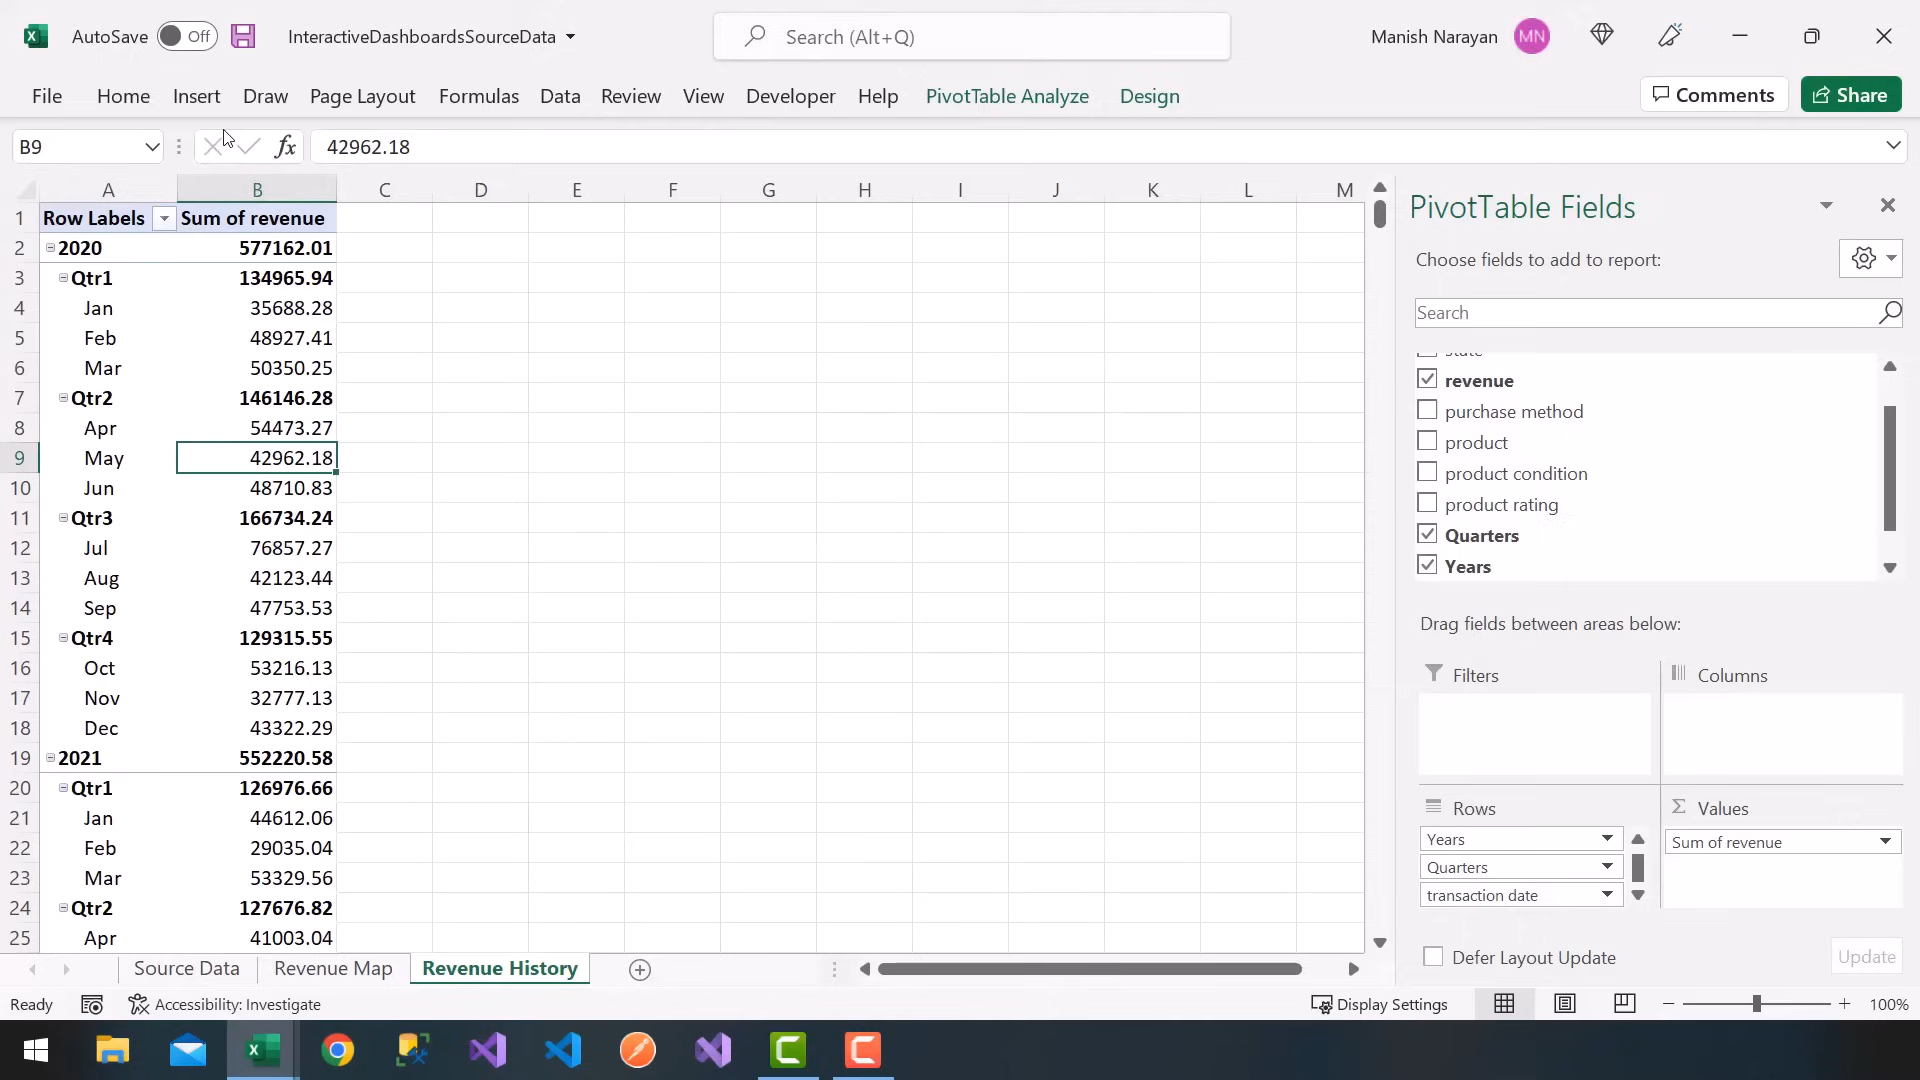 AutoSave Off InteractiveDashboardsSourceData Search (Alt+Q) Manish Narayan MN
File Home Insert Draw Page Layout Formulas Data Review View Developer Help PivotTable Analyze Design Comments Share
B9 fx 42962.18
A B C D E F G H I J K L M
1 Row Labels Sum of revenue
2 2020 577162.01
3 Qtr1 134965.94
4 Jan 35688.28
5 Feb 48927.41
6 Mar 50350.25
7 Qtr2 146146.28
8 Apr 54473.27
9 May 42962.18
10 Jun 48710.83
11 Qtr3 166734.24
12 Jul 76857.27
13 Aug 42123.44
14 Sep 47753.53
15 Qtr4 129315.55
16 Oct 53216.13
17 Nov 32777.13
18 Dec 43322.29
19 2021 552220.58
20 Qtr1 126976.66
21 Jan 44612.06
22 Feb 29035.04
23 Mar 53329.56
24 Qtr2 127676.82
25 Apr 41003.04
PivotTable Fields
Choose fields to add to report:
Search
state
revenue
purchase method
product
product condition
product rating
Quarters
Years
Drag fields between areas below:
Filters
Columns
Rows
Years
Quarters
transaction date
Σ Values
Sum of revenue
Defer Layout Update Update
Source Data Revenue Map Revenue History
Ready Accessibility: Investigate Display Settings 100%